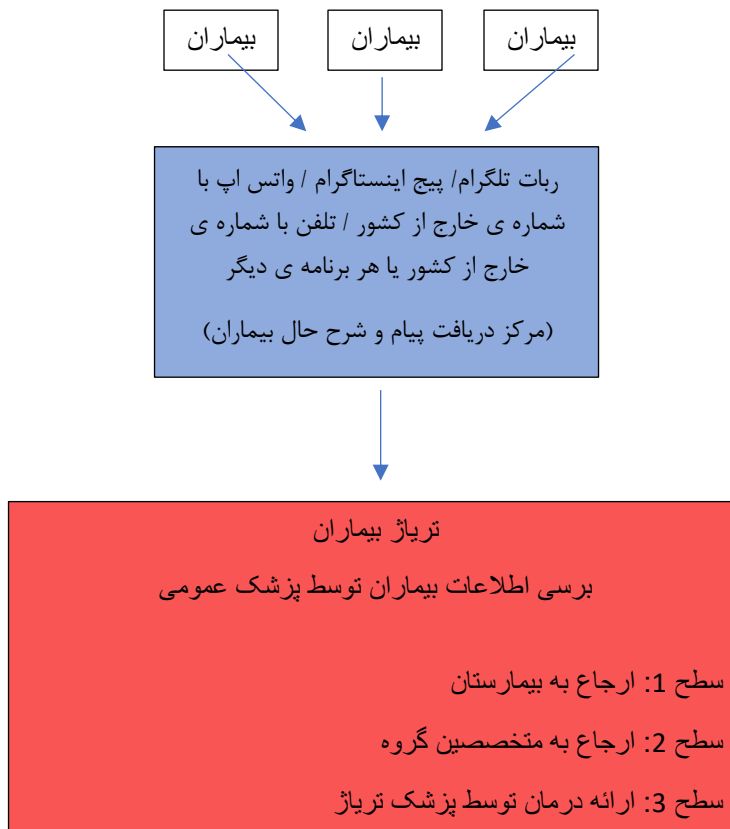 بیماران
بیماران
بیماران
ربات تلگرام/ پیج اینستاگرام / واتس اپ با
شماره ی خارج از کشور / تلفن با شماره ی
خارج از کشور یا هر برنامه ی دیگر
(مرکز دریافت پیام و شرح حال بیماران)
تریاژ بیماران
برسی اطلاعات بیماران توسط پزشک عمومی
سطح 1: ارجاع به بیمارستان
سطح 2: ارجاع به متخصصین گروه
سطح 3: ارائه درمان توسط پزشک تریاژ